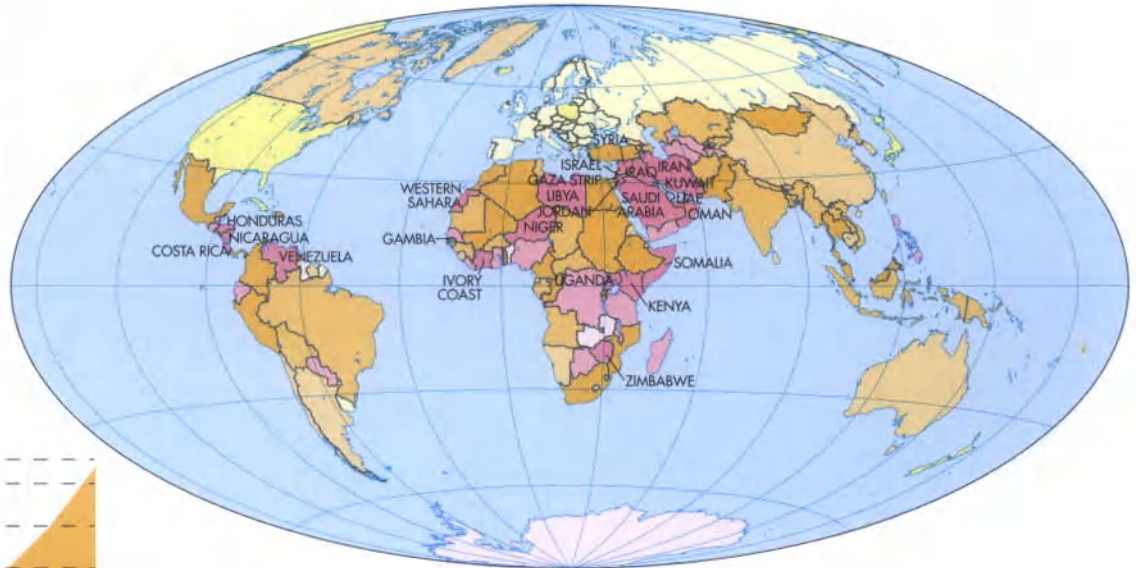 SYRIA
ISRAEL
IRAQ
IRAN
GAZA STRIP
KUWAIT
WESTERN
SAHARA
LIBYA
SAUDI
ARABIA
UAE
JORDAN
OMAN
HONDURAS
NIGER
NICARAGUA
GAMBIA
COSTA RICA
VENEZUELA
SOMALIA
IVORY
COAST
UGANDA
KENYA
ZIMBABWE